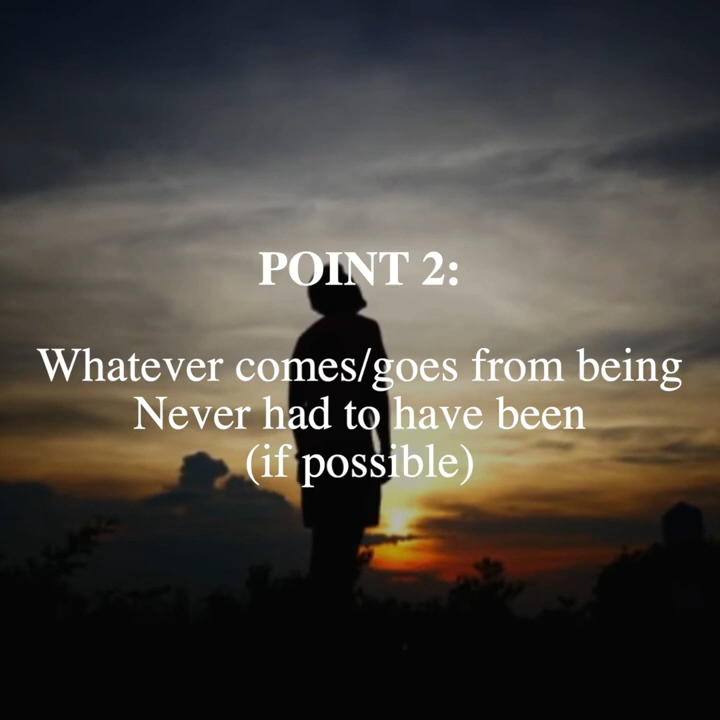 POINT 2:
Whatever comes/goes from being
Never had to have been
(if possible)